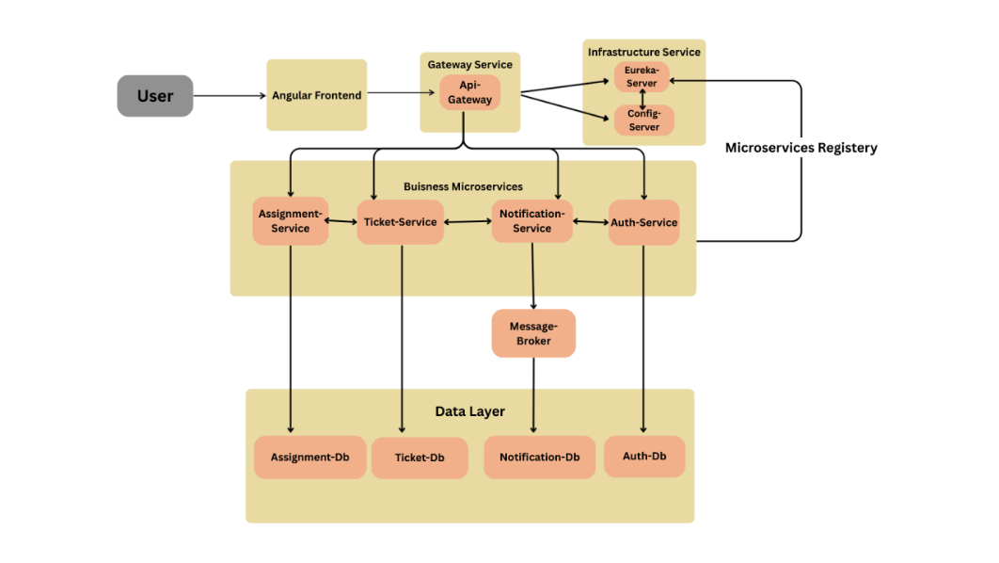 User
Angular Frontend
Gateway Service
Api-
Gateway
Infrastructure Service
Eureka-
Server
Config-
Server
Microservices Registery
Buisness Microservices
Assignment-
Service
Ticket-Service
Notification-
Service
Auth-Service
Message-
Broker
Data Layer
Assignment-Db
Ticket-Db
Notification-Db
Auth-Db